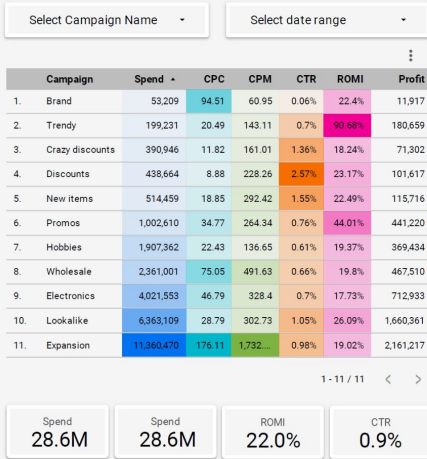 Select Campaign Name Select date range
Campaign Spend CPC CPM CTR ROMI Profit
1. Brand 53,209 94.51 60.95 0.06% 22.4% 11,917
2. Trendy 199,231 20.49 143.11 0.7% 90.68% 180,659
3. Crazy discounts 390,946 11.82 161.01 1.36% 18.24% 71,302
4. Discounts 438,664 8.88 228.26 2.57% 23.17% 101,617
5. New items 514,459 18.85 292.42 1.55% 22.49% 115,716
6. Promos 1,002,610 34.77 264.34 0.76% 44.01% 441,220
7. Hobbies 1,907,362 22.43 136.65 0.61% 19.37% 369,434
8. Wholesale 2,361,001 75.05 491.63 0.66% 19.8% 467,510
9. Electronics 4,021,553 46.79 328.4 0.7% 17.73% 712,933
10. Lookalike 6,363,109 28.79 302.73 1.05% 26.09% 1,660,361
11. Expansion 11,360,470 176.11 1,732.... 0.98% 19.02% 2,161,217
1 - 11 / 11
Spend Spend ROMI CTR
28.6M 28.6M 22.0% 0.9%